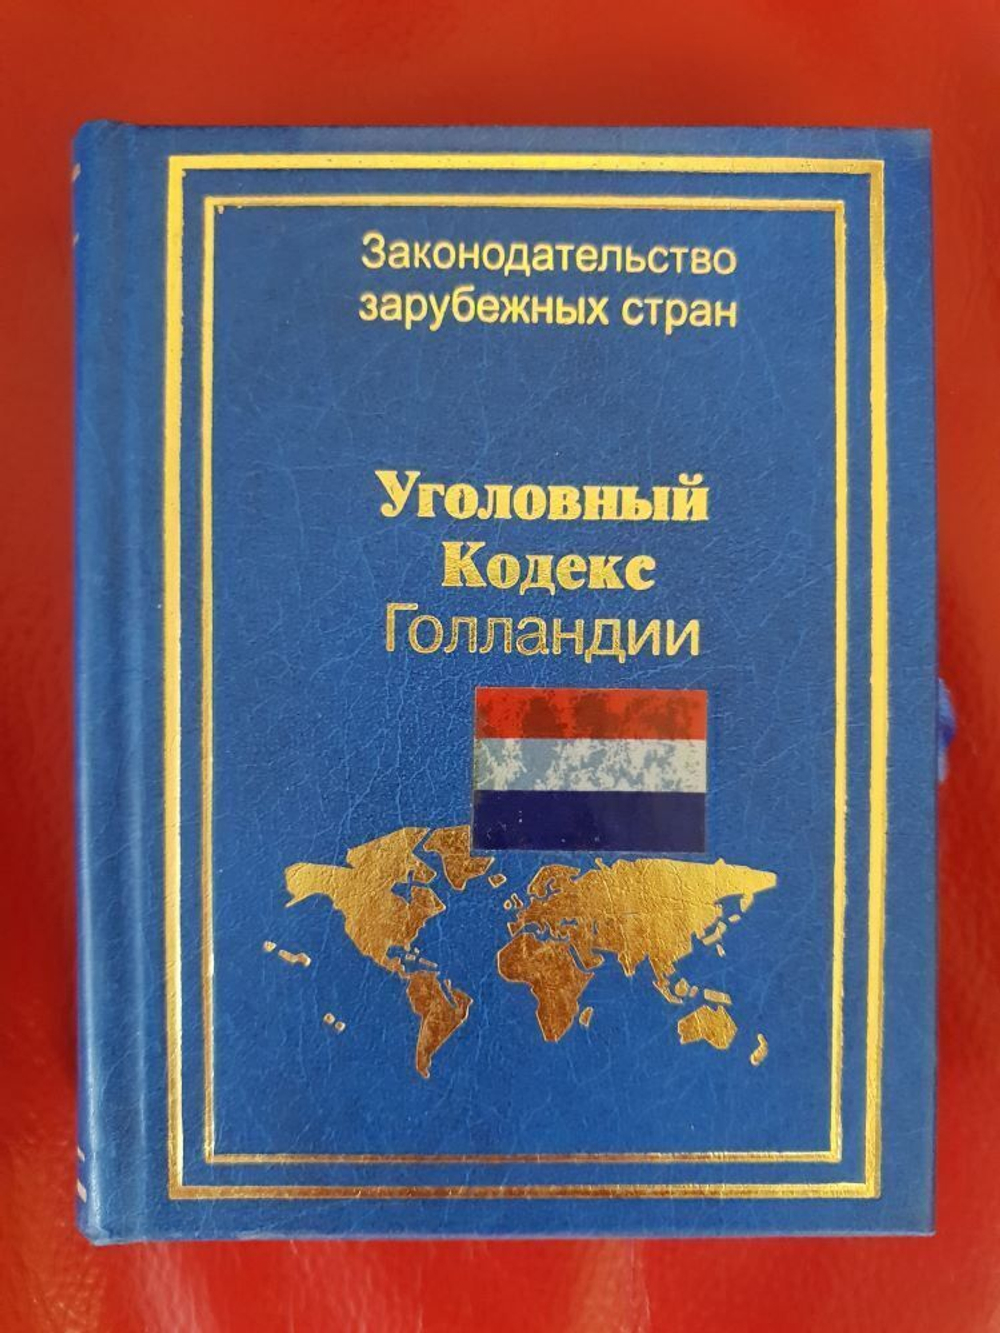 Законодательство
зарубежных стран
Уголовный
Кодекс
Голландии